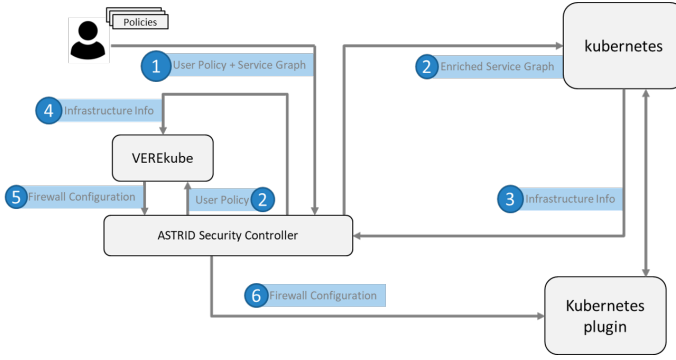 Policies
kubernetes
1 User Policy + Service Graph
2 Enriched Service Graph
4 Infrastructure Info
VEREkube
5 Firewall Configuration
User Policy 2
3 Infrastructure Info
ASTRID Security Controller
6 Firewall Configuration
Kubernetes
plugin